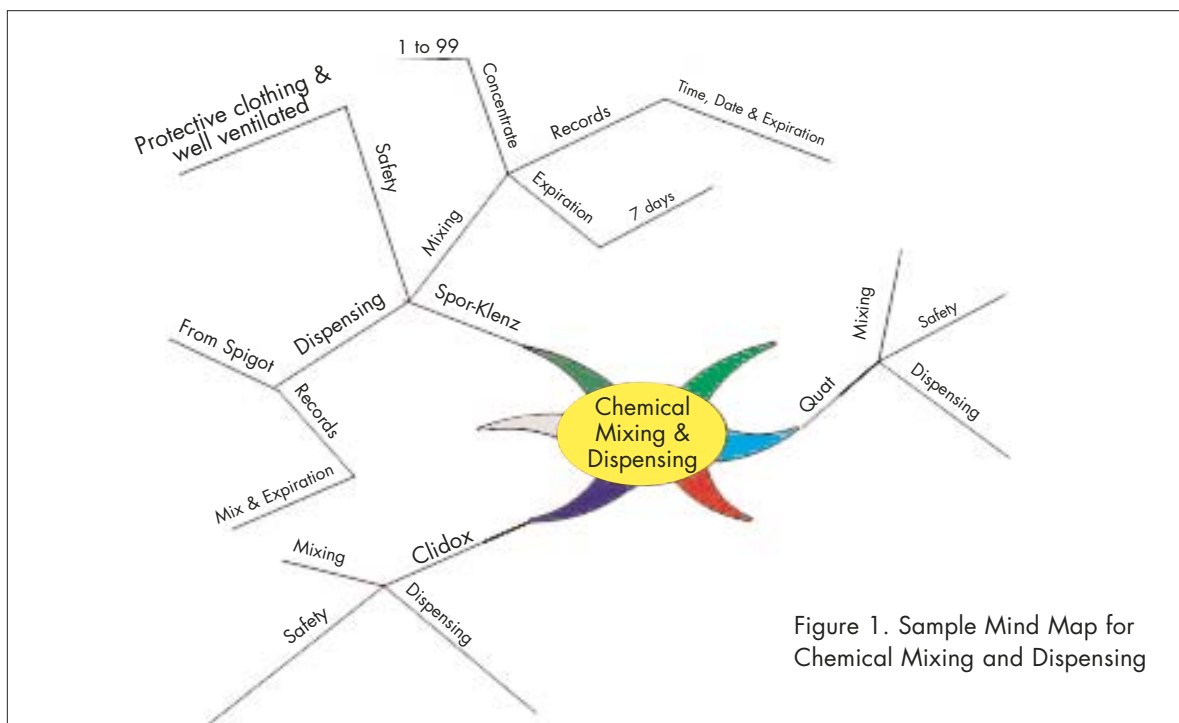 1 to 99
Concentrate
Protective clothing &
well ventilated
Safety
Records
Time, Date & Expiration
Expiration
7 days
Mixing
Spor-Klenz
Dispensing
From Spigot
Records
Mix & Expiration
Chemical
Mixing &
Dispensing
Quat
Mixing
Safety
Dispensing
Clidox
Mixing
Safety
Dispensing
Figure 1. Sample Mind Map for
Chemical Mixing and Dispensing